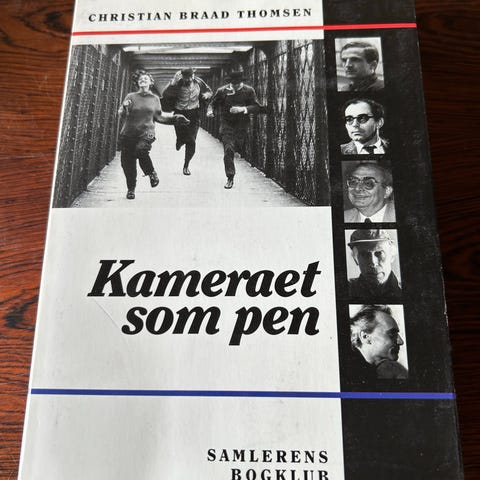 CHRISTIAN BRAAD THOMSEN
Kameraet
som pen
SAMLERENS
BOGKLUB